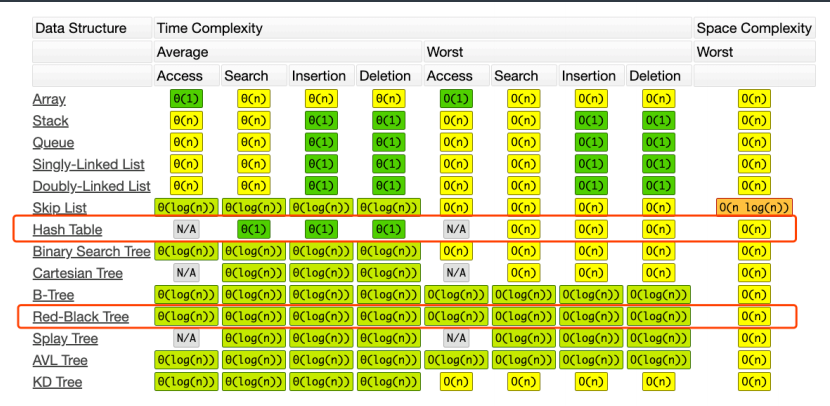 Data Structure Time Complexity Space Complexity
Average Worst Worst
Access Search Insertion Deletion Access Search Insertion Deletion
Array Θ(1) Θ(n) Θ(n) Θ(n) O(1) O(n) O(n) O(n) O(n)
Stack Θ(n) Θ(n) Θ(1) Θ(1) O(n) O(n) O(1) O(1) O(n)
Queue Θ(n) Θ(n) Θ(1) Θ(1) O(n) O(n) O(1) O(1) O(n)
Singly-Linked List Θ(n) Θ(n) Θ(1) Θ(1) O(n) O(n) O(1) O(1) O(n)
Doubly-Linked List Θ(n) Θ(n) Θ(1) Θ(1) O(n) O(n) O(1) O(1) O(n)
Skip List Θ(log(n)) Θ(log(n)) Θ(log(n)) Θ(log(n)) O(n) O(n) O(n) O(n) O(n log(n))
Hash Table N/A Θ(1) Θ(1) Θ(1) N/A O(n) O(n) O(n) O(n)
Binary Search Tree Θ(log(n)) Θ(log(n)) Θ(log(n)) Θ(log(n)) O(n) O(n) O(n) O(n) O(n)
Cartesian Tree N/A Θ(log(n)) Θ(log(n)) Θ(log(n)) N/A O(n) O(n) O(n) O(n)
B-Tree Θ(log(n)) Θ(log(n)) Θ(log(n)) Θ(log(n)) O(log(n)) O(log(n)) O(log(n)) O(log(n)) O(n)
Red-Black Tree Θ(log(n)) Θ(log(n)) Θ(log(n)) Θ(log(n)) O(log(n)) O(log(n)) O(log(n)) O(log(n)) O(n)
Splay Tree N/A Θ(log(n)) Θ(log(n)) Θ(log(n)) N/A O(log(n)) O(log(n)) O(log(n)) O(n)
AVL Tree Θ(log(n)) Θ(log(n)) Θ(log(n)) Θ(log(n)) O(log(n)) O(log(n)) O(log(n)) O(log(n)) O(n)
KD Tree Θ(log(n)) Θ(log(n)) Θ(log(n)) Θ(log(n)) O(n) O(n) O(n) O(n) O(n)